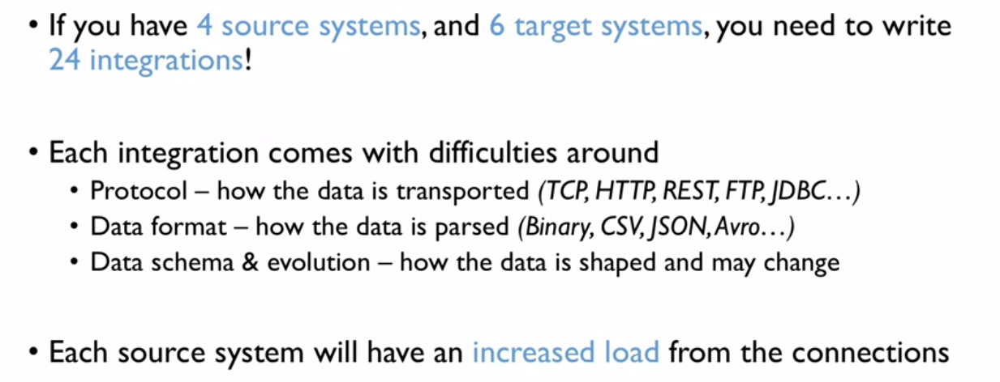 • If you have 4 source systems, and 6 target systems, you need to write
24 integrations!
• Each integration comes with difficulties around
• Protocol – how the data is transported (TCP, HTTP, REST, FTP, JDBC…)
• Data format – how the data is parsed (Binary, CSV, JSON, Avro…)
• Data schema & evolution – how the data is shaped and may change
• Each source system will have an increased load from the connections